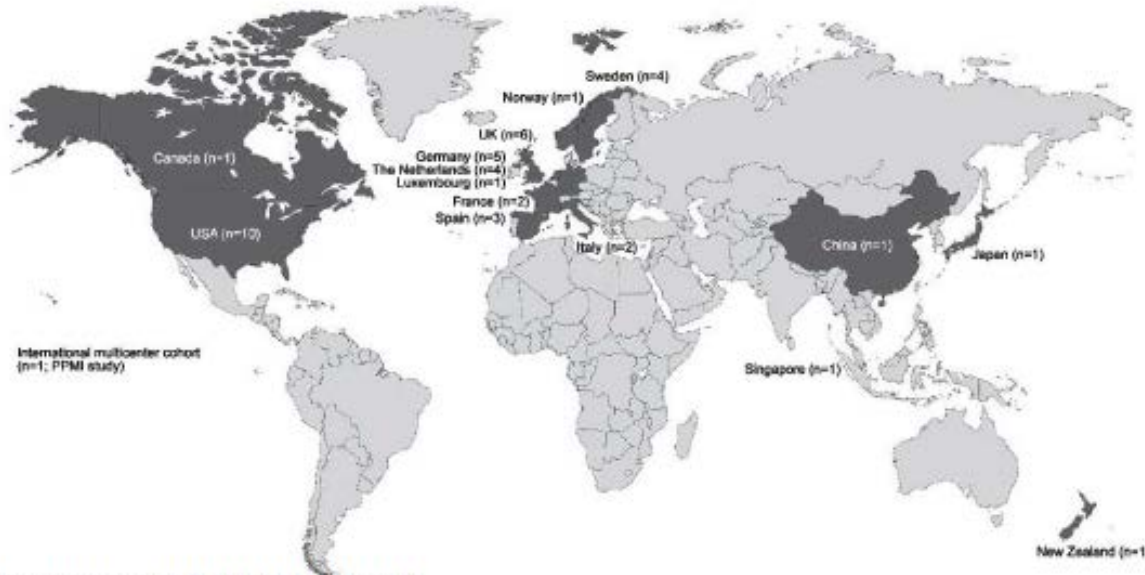 Sweden (n=4)
Norway (n=1)
UK (n=6)
Germany (n=5)
The Netherlands (n=4)
Luxembourg (n=1)
France (n=2)
Spain (n=3)
Italy (n=2)
Canada (n=1)
USA (n=10)
China (n=1)
Japan (n=1)
International multicenter cohort
(n=1; PPMI study)
Singapore (n=1)
New Zealand (n=1